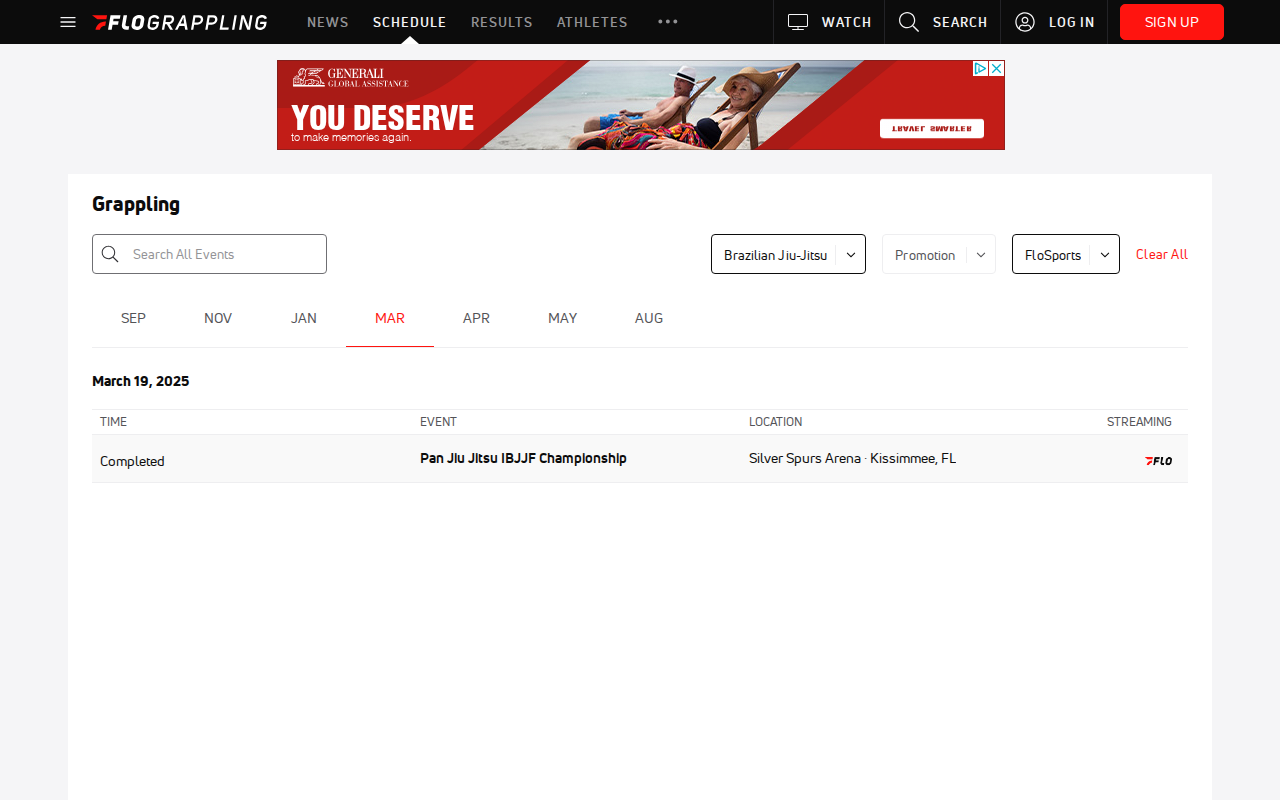 FLOGRAPPLING
NEWS
SCHEDULE
RESULTS
ATHLETES
WATCH
SEARCH
LOG IN
SIGN UP
GENERALI
GLOBAL ASSISTANCE
YOU DESERVE
to make memories again.
TRAVEL SMARTER
Grappling
Search All Events
Brazilian Jiu-Jitsu
Promotion
FloSports
Clear All
SEP
NOV
JAN
MAR
APR
MAY
AUG
March 19, 2025
TIME
EVENT
LOCATION
STREAMING
Completed
Pan Jiu Jitsu IBJJF Championship
Silver Spurs Arena · Kissimmee, FL
FLO